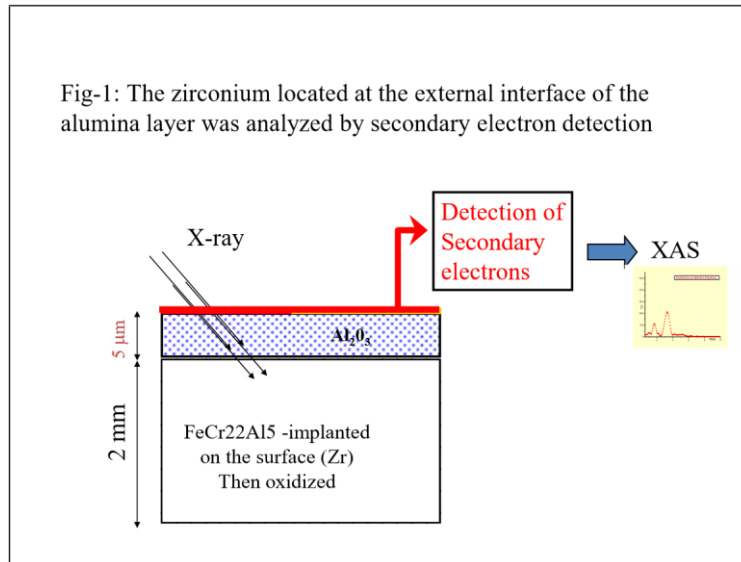 Fig-1: The zirconium located at the external interface of the
alumina layer was analyzed by secondary electron detection
X-ray
Detection of
Secondary
electrons
XAS
5 μm
Al₂0₃
2 mm
FeCr22Al5 -implanted
on the surface (Zr)
Then oxidized